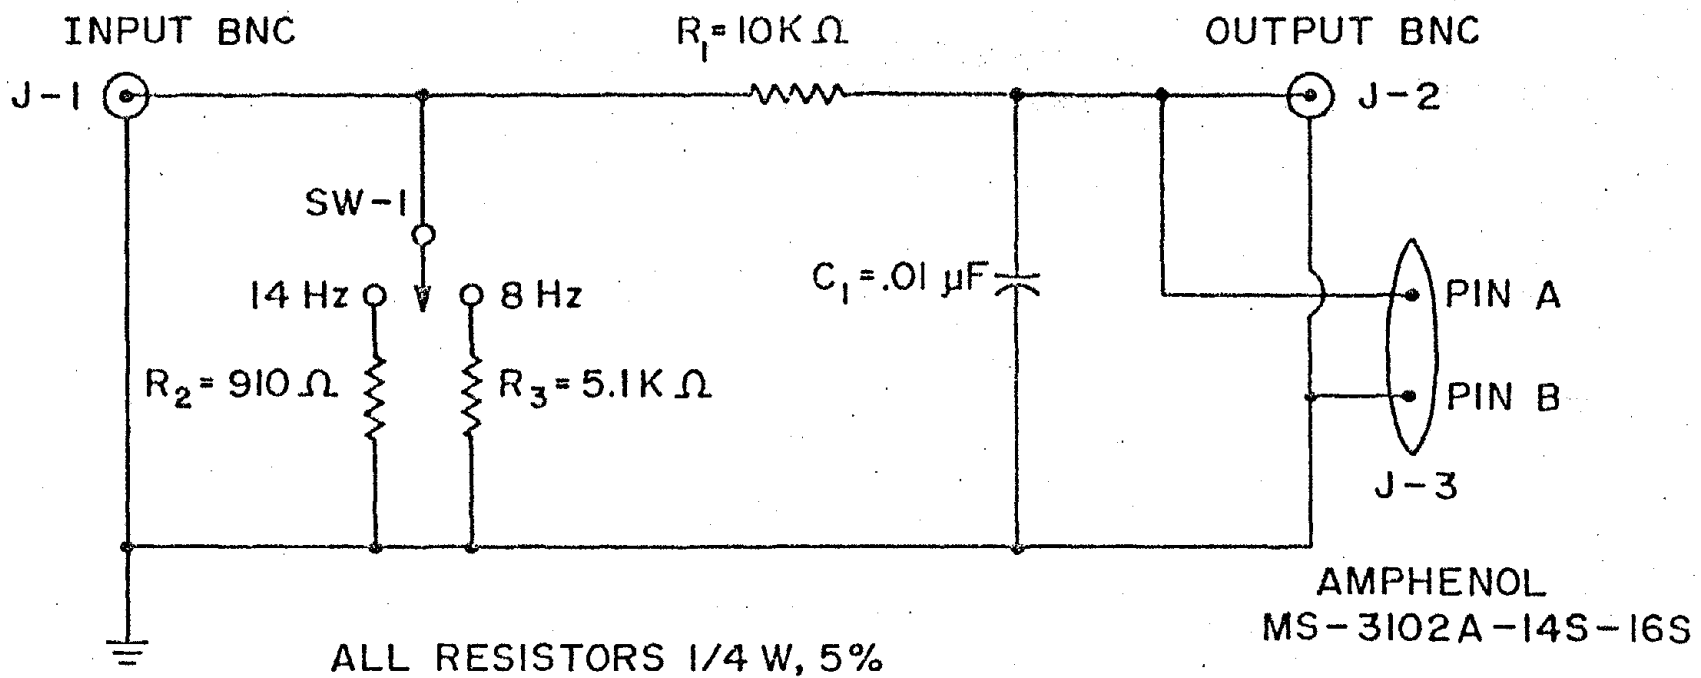 INPUT BNC
R1=10K Ω
OUTPUT BNC
J-1
J-2
SW-1
14 Hz
8 Hz
C1=.01 µF
PIN A
R2=910 Ω
R3=5.1K Ω
PIN B
J-3
AMPHENOL
MS-3102A-14S-16S
ALL RESISTORS 1/4 W, 5%